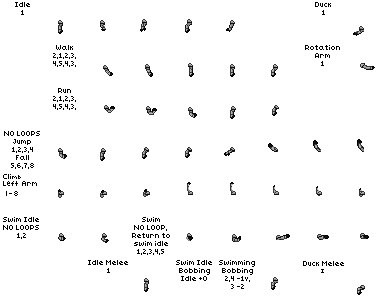 Idle
1
Duck
1
Walk
2,1,2,3,
4,5,4,3,
Rotation
Arm
1
Run
2,1,2,3,
4,5,4,3,
NO LOOPS
Jump
1,2,3,4
Fall
5,6,7,8
Climb
Left Arm
1-8
Swim Idle
NO LOOPS
1,2
Swim
NO LOOP,
Return to
swim idle
1,2,3,4,5
Idle Melee
1
Swim Idle
Bobbing
Idle +0
Swimming
Bobbing
2,4 -1v,
3 -2
Duck Melee
1